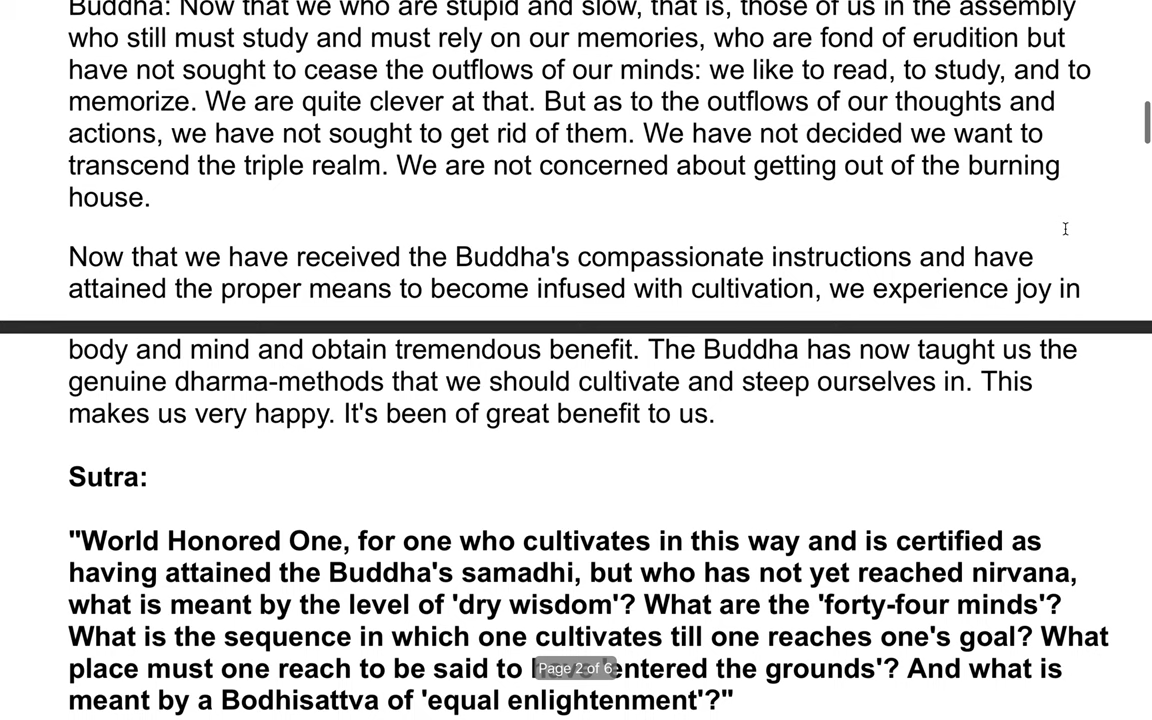 Buddha: Now that we who are stupid and slow, that is, those of us in the assembly
who still must study and must rely on our memories, who are fond of erudition but
have not sought to cease the outflows of our minds: we like to read, to study, and to
memorize. We are quite clever at that. But as to the outflows of our thoughts and
actions, we have not sought to get rid of them. We have not decided we want to
transcend the triple realm. We are not concerned about getting out of the burning
house.
Now that we have received the Buddha's compassionate instructions and have
attained the proper means to become infused with cultivation, we experience joy in
body and mind and obtain tremendous benefit. The Buddha has now taught us the
genuine dharma-methods that we should cultivate and steep ourselves in. This
makes us very happy. It's been of great benefit to us.
Sutra:
"World Honored One, for one who cultivates in this way and is certified as
having attained the Buddha's samadhi, but who has not yet reached nirvana,
what is meant by the level of 'dry wisdom'? What are the 'forty-four minds'?
What is the sequence in which one cultivates till one reaches one's goal? What
place must one reach to be said to 'entered the grounds'? And what is
meant by a Bodhisattva of 'equal enlightenment'?"
Page 2 of 6